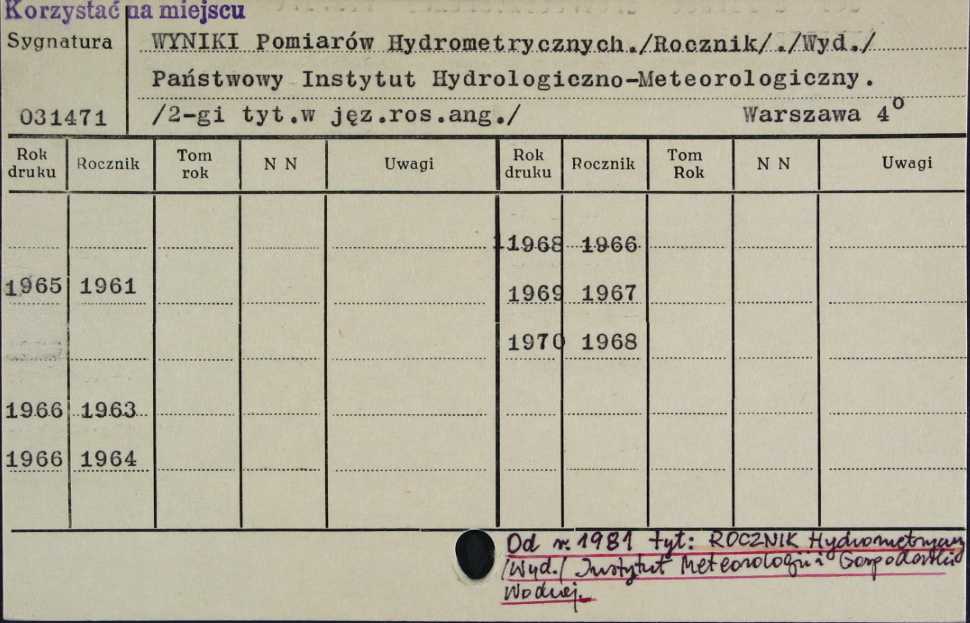 Korzystać na miejscu
Sygnatura
WYNIKI Pomiarów Hydrometrycznych./Rocznik/./Wyd./
Państwowy Instytut Hydrologiczno-Meteorologiczny.
031471 /2-gi tyt.w jęz.ros.ang./ Warszawa 4o
Rok druku Rocznik Tom rok N N Uwagi Rok druku Rocznik Tom Rok N N Uwagi
11968 1966
1965 1961
1969 1967
1970 1968
1966 1963
1966 1964
Od r. 1981 tyt: ROCZNIK Hydrometryczny
/Wyd./ Instytut Meteorologii i Gospodarki
Wodnej.